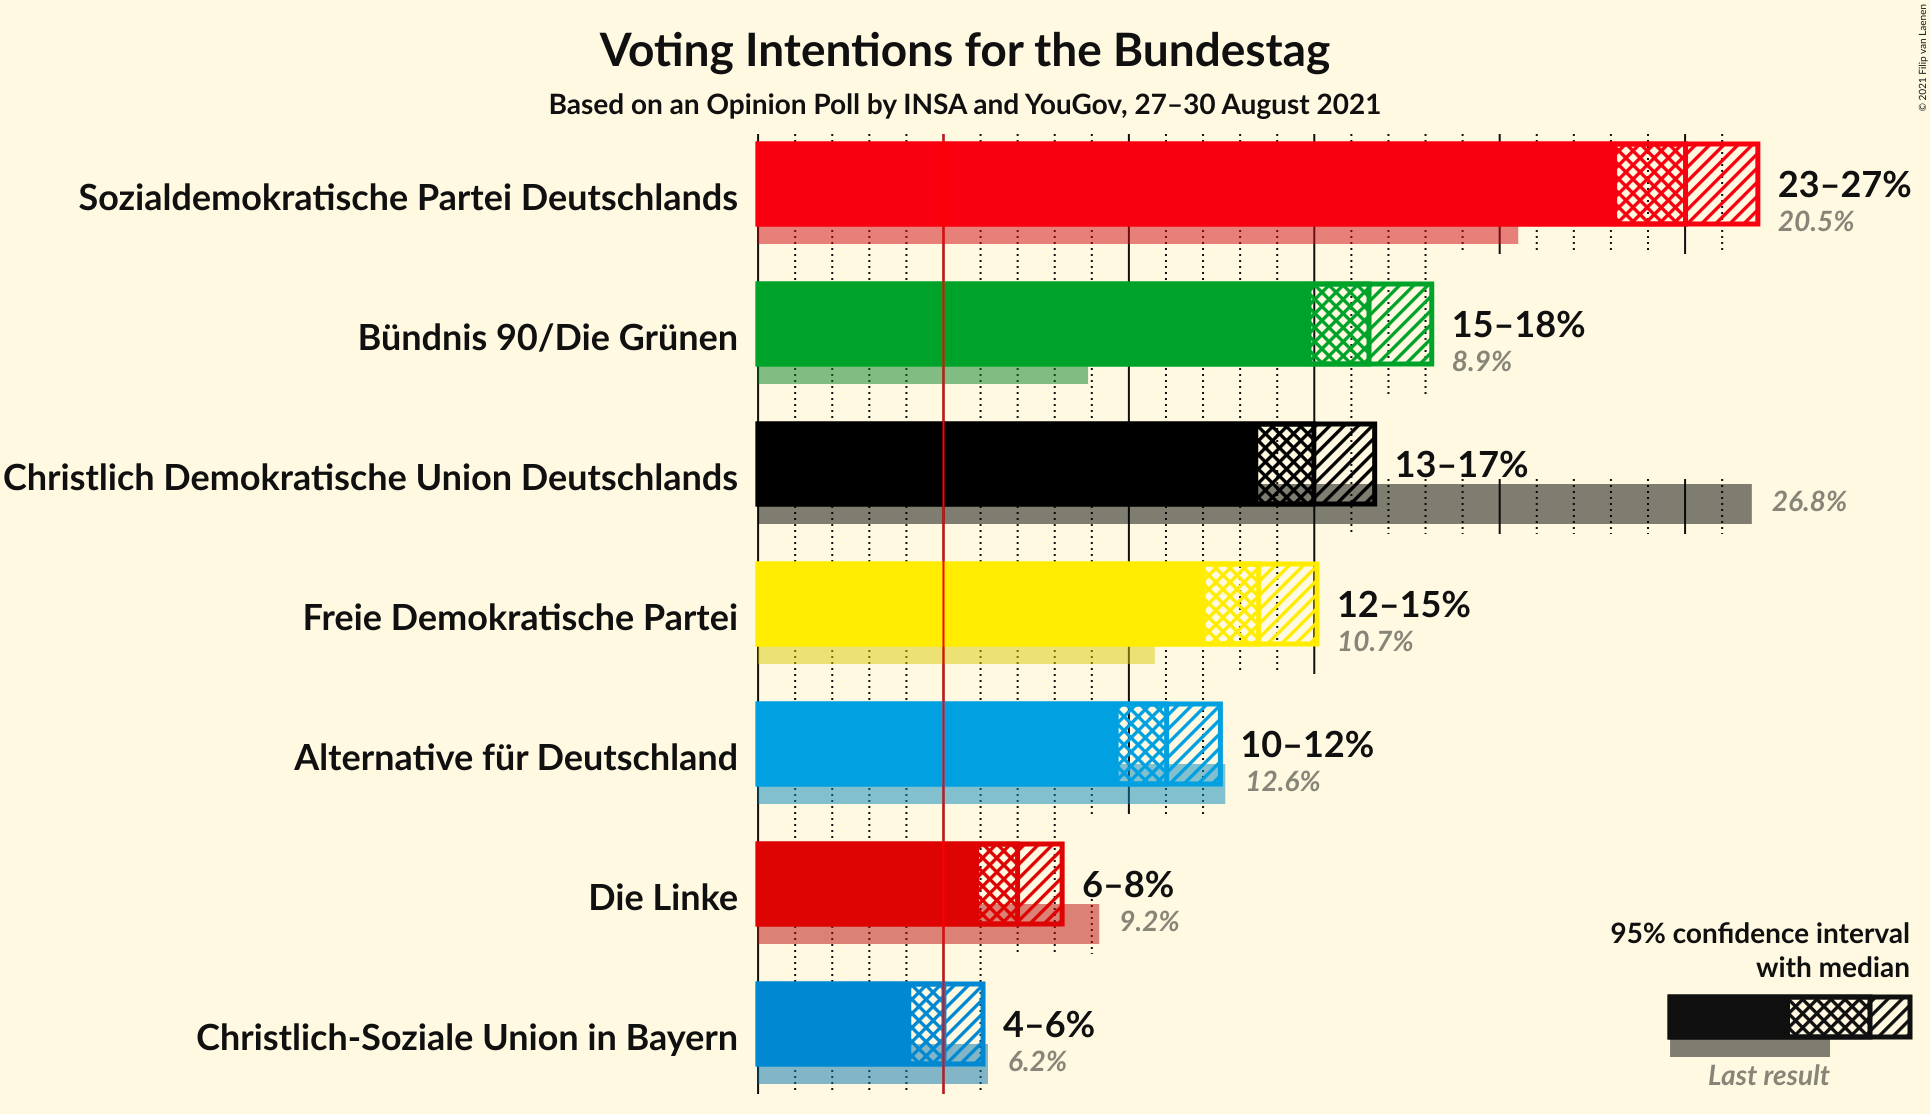 Voting Intentions for the Bundestag
Based on an Opinion Poll by INSA and YouGov, 27–30 August 2021
© 2021 Filip van Laenen
Sozialdemokratische Partei Deutschlands
23–27%
20.5%
Bündnis 90/Die Grünen
15–18%
8.9%
Christlich Demokratische Union Deutschlands
13–17%
26.8%
Freie Demokratische Partei
12–15%
10.7%
Alternative für Deutschland
10–12%
12.6%
Die Linke
6–8%
9.2%
Christlich-Soziale Union in Bayern
4–6%
6.2%
95% confidence interval
with median
Last result